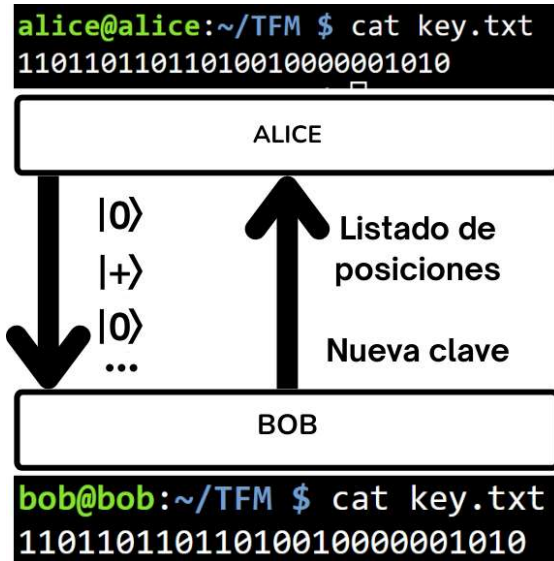 alice@alice:~/TFM $ cat key.txt
11011011011010010000001010
ALICE
|0⟩
|+⟩
|0⟩
...
Listado de
posiciones
Nueva clave
BOB
bob@bob:~/TFM $ cat key.txt
11011011011010010000001010